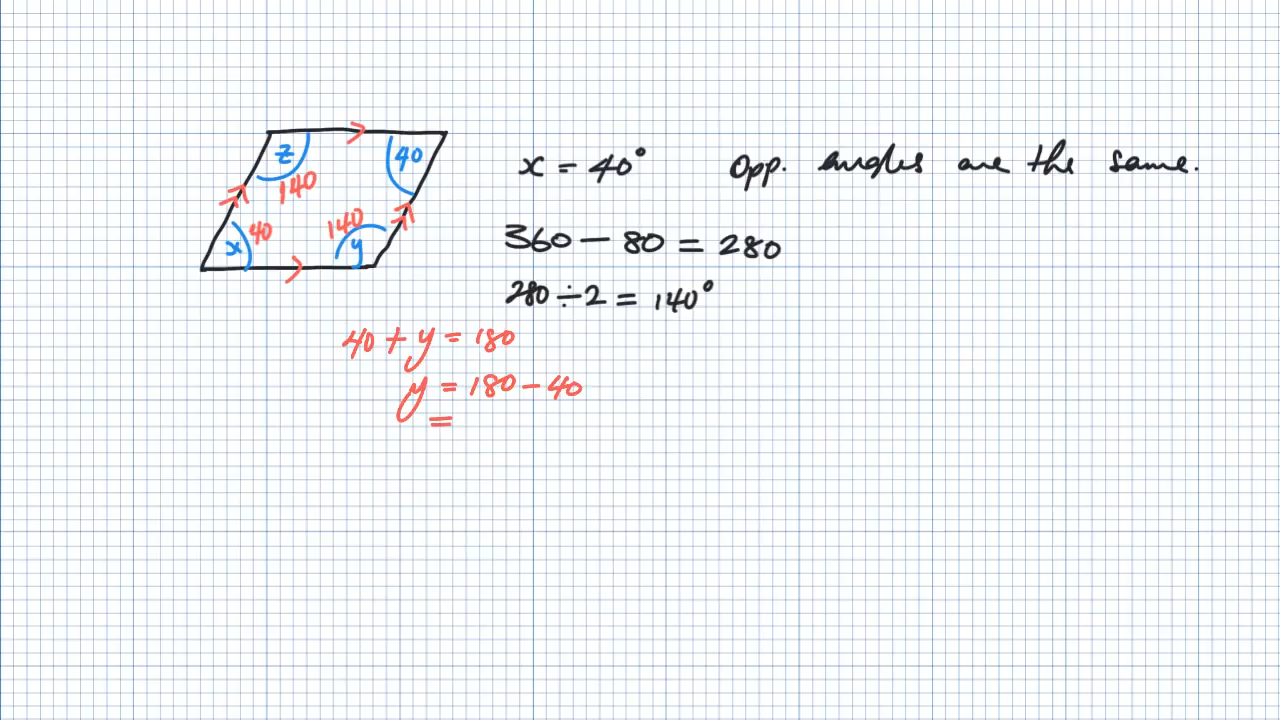 z 40
140
x 40 140 y
x = 40° Opp. angles are the same.
360 − 80 = 280
280 ÷ 2 = 140°
40 + y = 180
y = 180 − 40
=